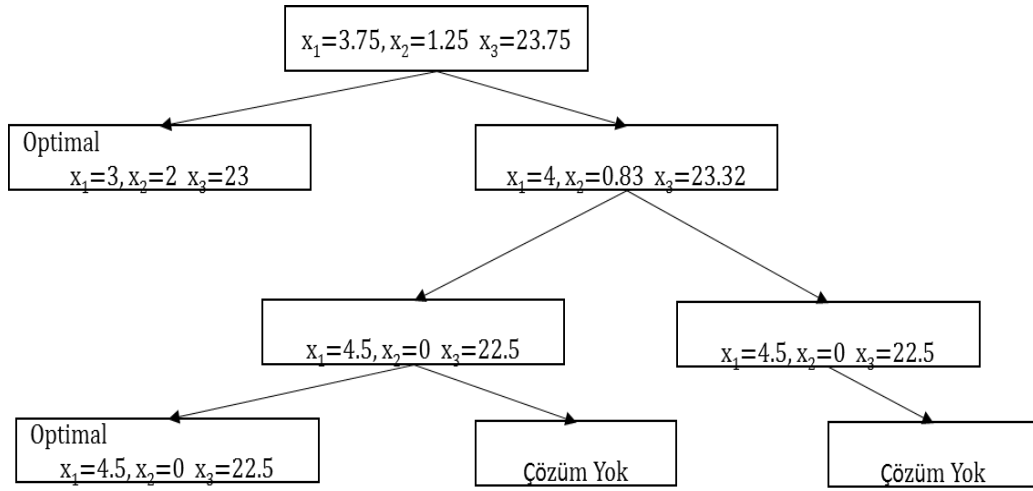 x₁=3.75, x₂=1.25 x₃=23.75
Optimal
x₁=3, x₂=2 x₃=23
x₁=4, x₂=0.83 x₃=23.32
x₁=4.5, x₂=0 x₃=22.5
x₁=4.5, x₂=0 x₃=22.5
Optimal
x₁=4.5, x₂=0 x₃=22.5
Çözüm Yok
Çözüm Yok